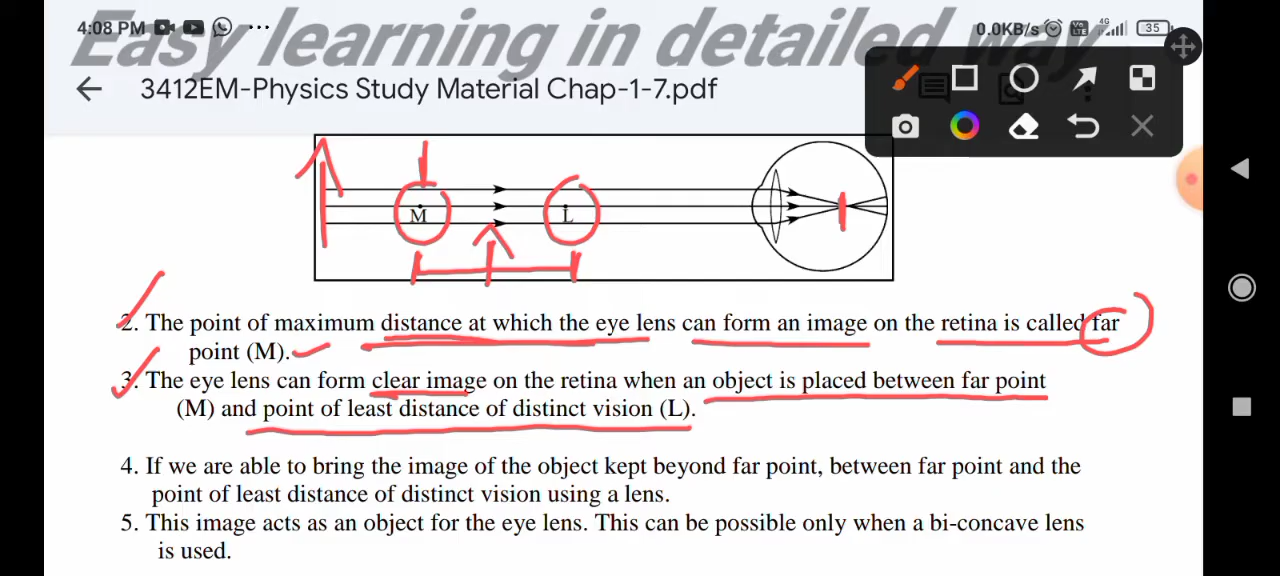 Easy learning in detailed way
4:08 PM ... 0.0KB/s 4G 35
3412EM-Physics Study Material Chap-1-7.pdf
M L
2. The point of maximum distance at which the eye lens can form an image on the retina is called far
point (M).
3. The eye lens can form clear image on the retina when an object is placed between far point
(M) and point of least distance of distinct vision (L).
4. If we are able to bring the image of the object kept beyond far point, between far point and the
point of least distance of distinct vision using a lens.
5. This image acts as an object for the eye lens. This can be possible only when a bi-concave lens
is used.